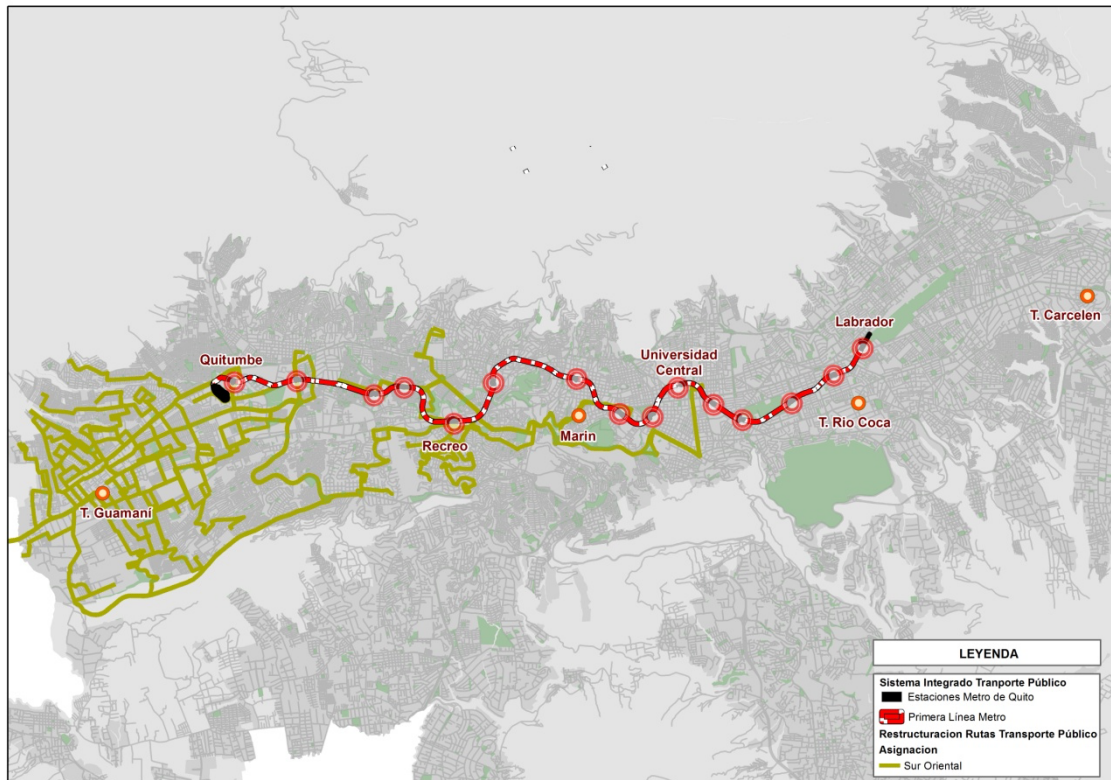 Labrador
T. Carcelen
Quitumbe
Universidad
Central
T. Rio Coca
Marin
Recreo
T. Guamaní
LEYENDA
Sistema Integrado Tranporte Público
Estaciones Metro de Quito
Primera Línea Metro
Restructuracion Rutas Transporte Público
Asignacion
Sur Oriental